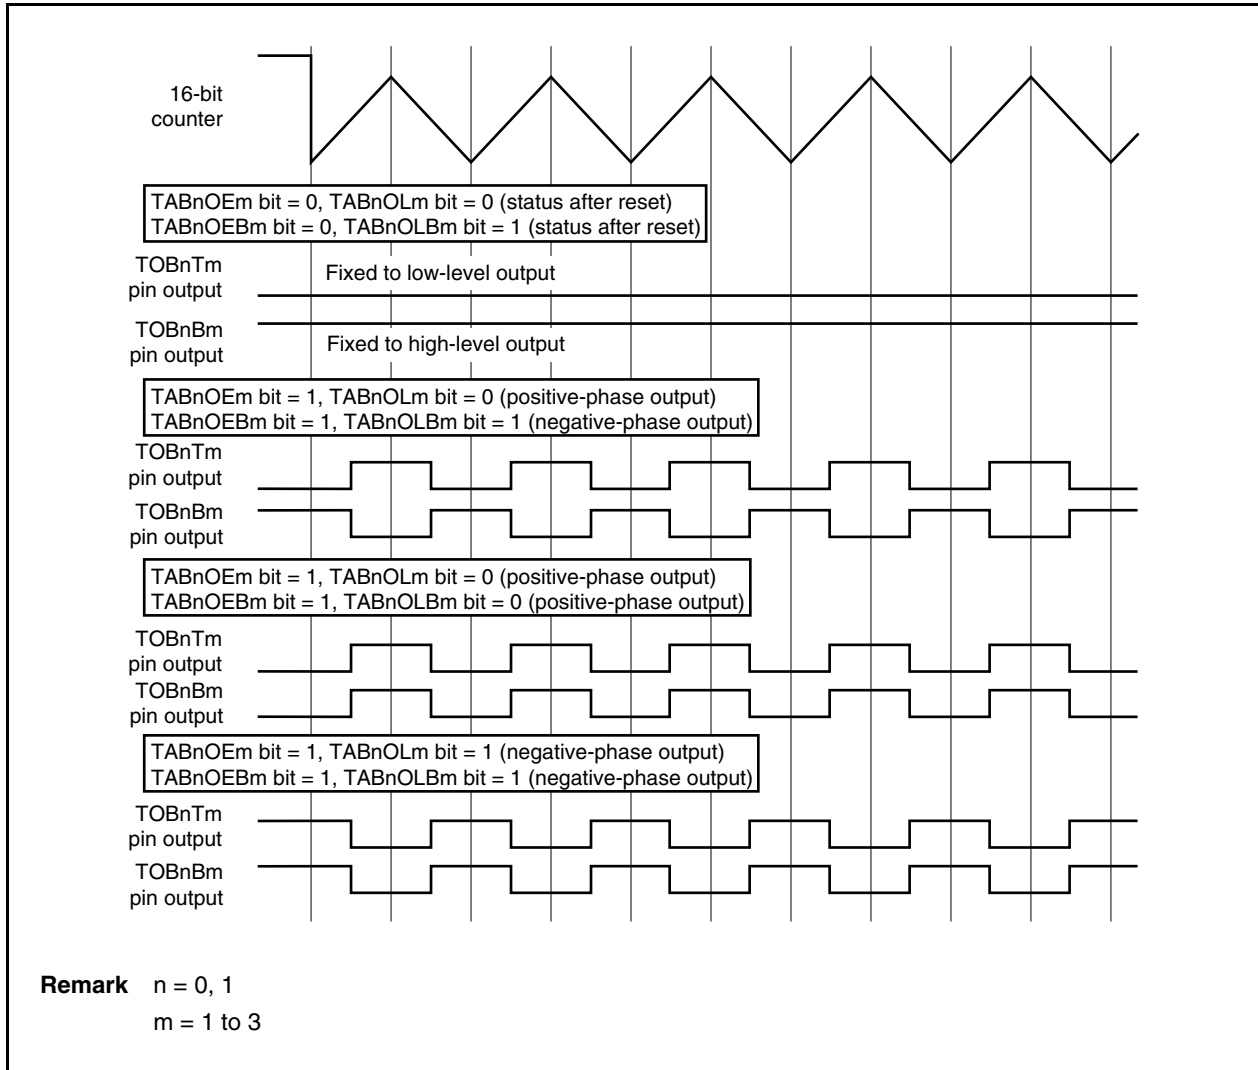 16-bit
counter
TABnOEm bit = 0, TABnOLm bit = 0 (status after reset)
TABnOEBm bit = 0, TABnOLBm bit = 1 (status after reset)
TOBnTm
pin output
Fixed to low-level output
TOBnBm
pin output
Fixed to high-level output
TABnOEm bit = 1, TABnOLm bit = 0 (positive-phase output)
TABnOEBm bit = 1, TABnOLBm bit = 1 (negative-phase output)
TOBnTm
pin output
TOBnBm
pin output
TABnOEm bit = 1, TABnOLm bit = 0 (positive-phase output)
TABnOEBm bit = 1, TABnOLBm bit = 0 (positive-phase output)
TOBnTm
pin output
TOBnBm
pin output
TABnOEm bit = 1, TABnOLm bit = 1 (negative-phase output)
TABnOEBm bit = 1, TABnOLBm bit = 1 (negative-phase output)
TOBnTm
pin output
TOBnBm
pin output
Remark n = 0, 1
m = 1 to 3